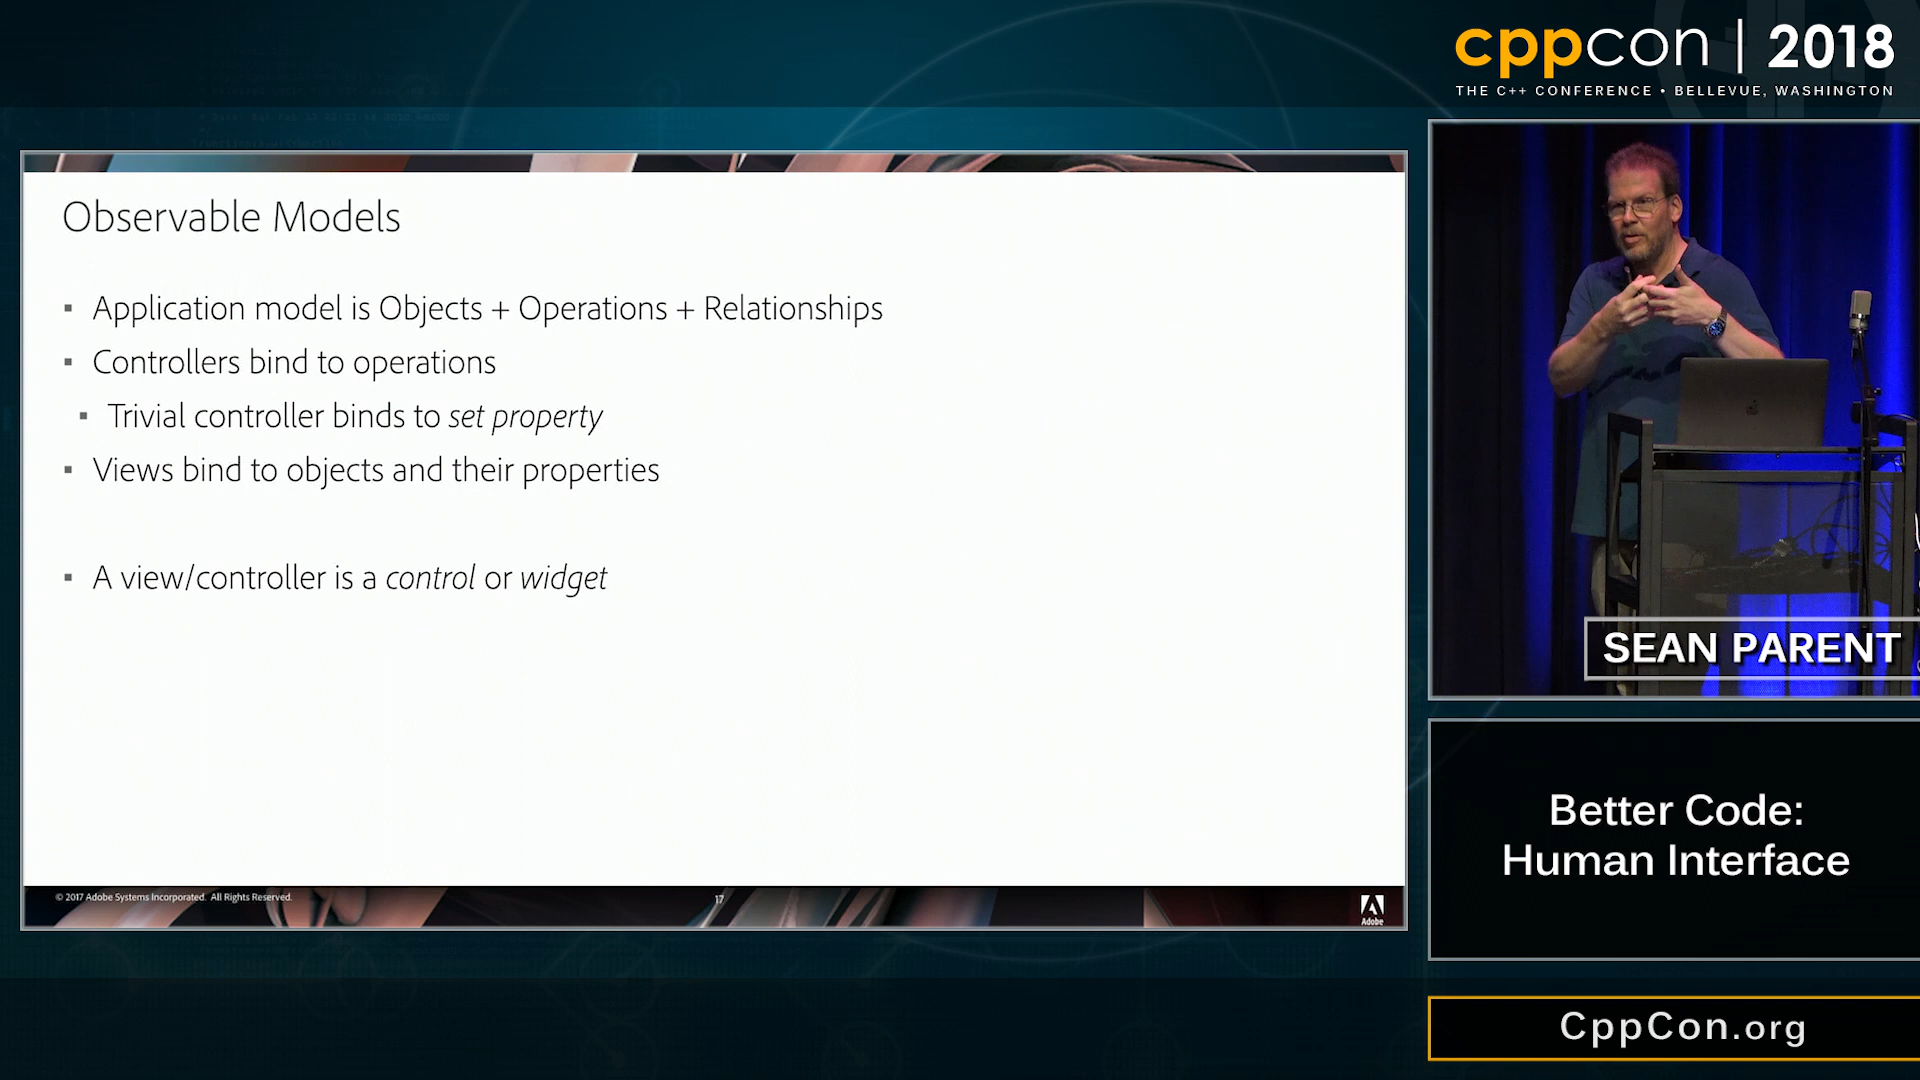 cppcon | 2018
THE C++ CONFERENCE • BELLEVUE, WASHINGTON
Observable Models
▪ Application model is Objects + Operations + Relationships
▪ Controllers bind to operations
▪ Trivial controller binds to set property
▪ Views bind to objects and their properties
▪ A view/controller is a control or widget
© 2017 Adobe Systems Incorporated. All Rights Reserved.
17
Adobe
SEAN PARENT
Better Code:
Human Interface
CppCon.org